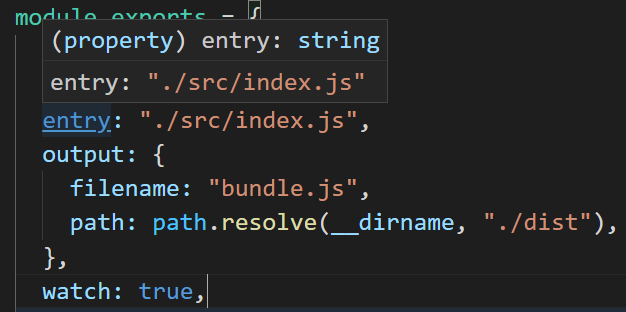 module.exports = {
(property) entry: string
entry: "./src/index.js"
entry: "./src/index.js",
output: {
filename: "bundle.js",
path: path.resolve(__dirname, "./dist"),
},
watch: true,